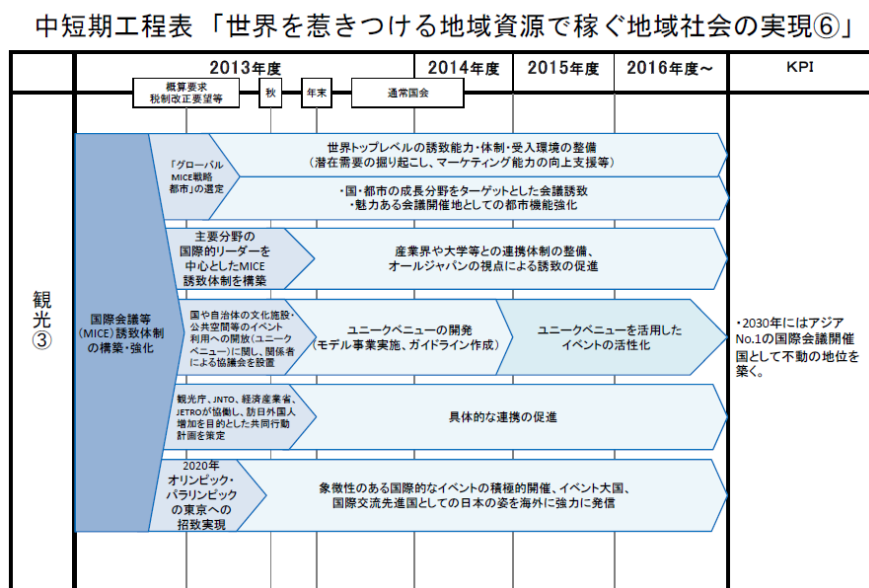 中短期工程表 「世界を惹きつける地域資源で稼ぐ地域社会の実現⑥」
2013年度
2014年度
2015年度
2016年度～
KPI
概算要求
税制改正要望等
秋
年末
通常国会
観光③
国際会議等
(MICE)誘致体制
の構築・強化
「グローバル
MICE戦略
都市」の選定
世界トップレベルの誘致能力・体制・受入環境の整備
(潜在需要の掘り起こし、マーケティング能力の向上支援等)
・国・都市の成長分野をターゲットとした会議誘致
・魅力ある会議開催地としての都市機能強化
主要分野の
国際的リーダーを
中心としたMICE
誘致体制を構築
産業界や大学等との連携体制の整備、
オールジャパンの視点による誘致の促進
国や自治体の文化施設・
公共空間等のイベント
利用への開放(ユニーク
ベニュー)に関し、関係者
による協議会を設置
ユニークベニューの開発
(モデル事業実施、ガイドライン作成)
ユニークベニューを活用した
イベントの活性化
観光庁、JNTO、経済産業省、
JETROが協働し、訪日外国人
増加を目的とした共同行動
計画を策定
具体的な連携の促進
2020年
オリンピック・
パラリンピック
の東京への
招致実現
象徴性のある国際的なイベントの積極的開催、イベント大国、
国際交流先進国としての日本の姿を海外に強力に発信
・2030年にはアジア
No.1の国際会議開催
国として不動の地位を
築く。